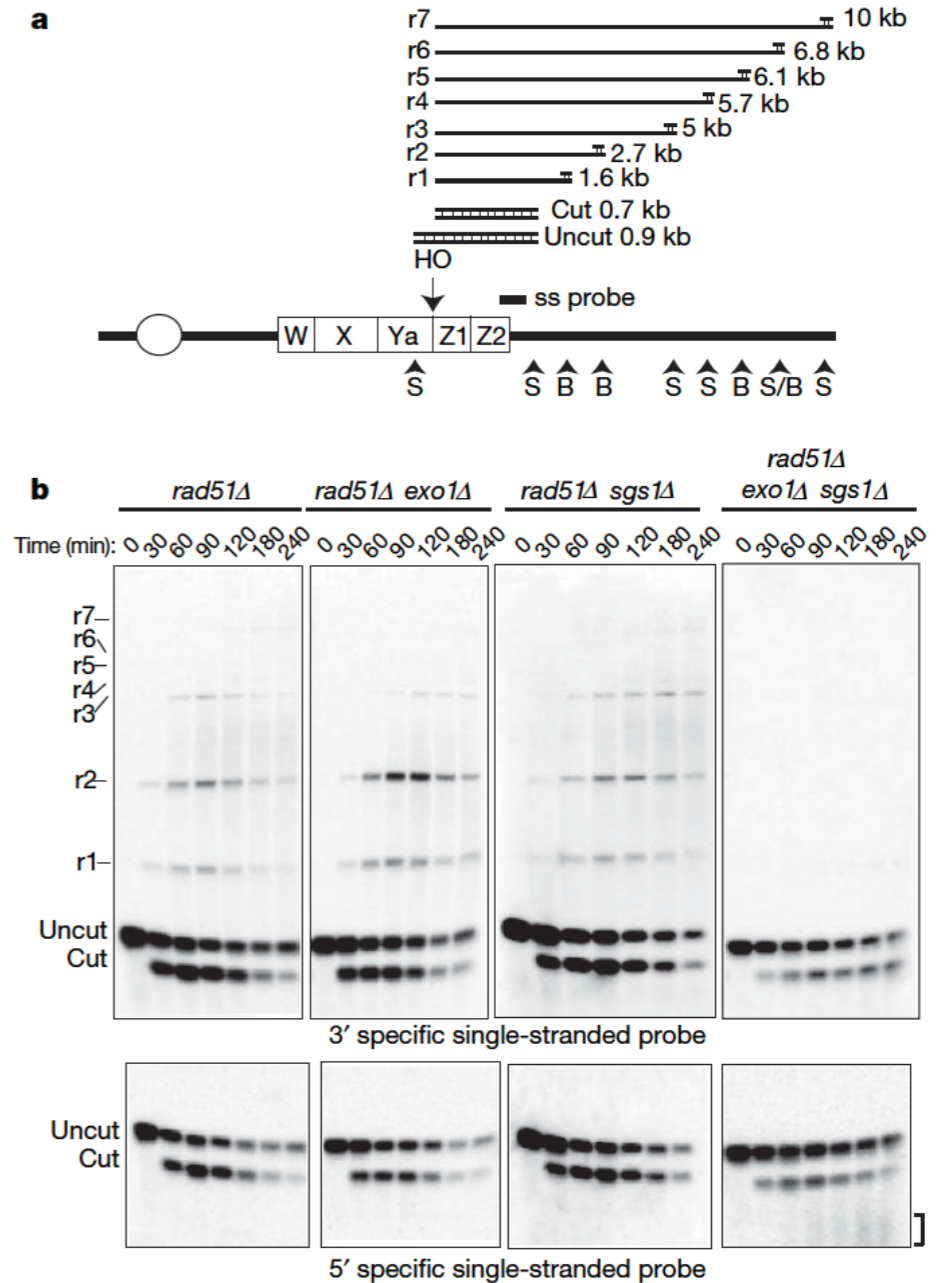 a
r7 10 kb
r6 6.8 kb
r5 6.1 kb
r4 5.7 kb
r3 5 kb
r2 2.7 kb
r1 1.6 kb
Cut 0.7 kb
Uncut 0.9 kb
HO
ss probe
W X Ya Z1 Z2
S S B B S S B S/B S
b
rad51Δ rad51Δ exo1Δ rad51Δ sgs1Δ rad51Δ
exo1Δ sgs1Δ
Time (min): 0 30 60 90 120 180 240 0 30 60 90 120 180 240 0 30 60 90 120 180 240 0 30 60 90 120 180 240
r7
r6
r5
r4
r3
r2
r1
Uncut
Cut
3′ specific single-stranded probe
Uncut
Cut
5′ specific single-stranded probe